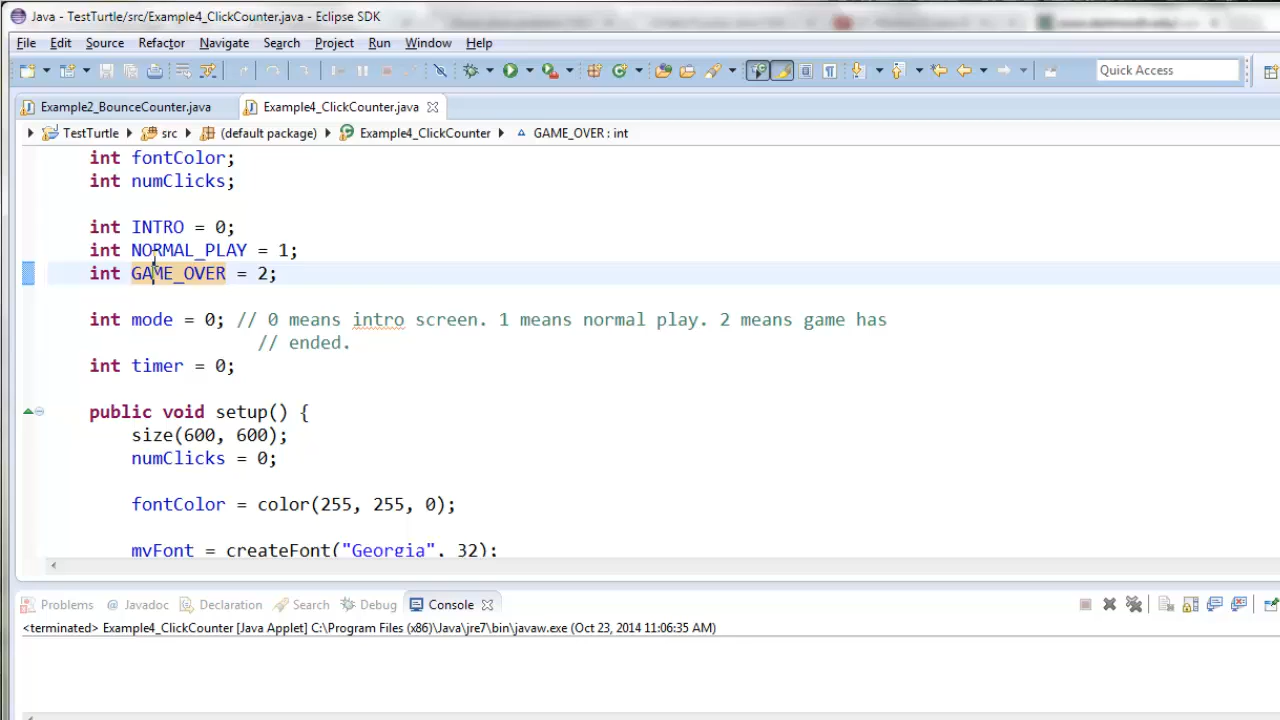 Java - TestTurtle/src/Example4_ClickCounter.java - Eclipse SDK
File Edit Source Refactor Navigate Search Project Run Window Help
Quick Access
Example2_BounceCounter.java Example4_ClickCounter.java
TestTurtle src (default package) Example4_ClickCounter GAME_OVER : int
int fontColor;
int numClicks;
int INTRO = 0;
int NORMAL_PLAY = 1;
int GAME_OVER = 2;
int mode = 0; // 0 means intro screen. 1 means normal play. 2 means game has
// ended.
int timer = 0;
public void setup() {
size(600, 600);
numClicks = 0;
fontColor = color(255, 255, 0);
myFont = createFont("Georgia", 32);
Problems @ Javadoc Declaration Search Debug Console
<terminated> Example4_ClickCounter [Java Applet] C:\Program Files (x86)\Java\jre7\bin\javaw.exe (Oct 23, 2014 11:06:35 AM)